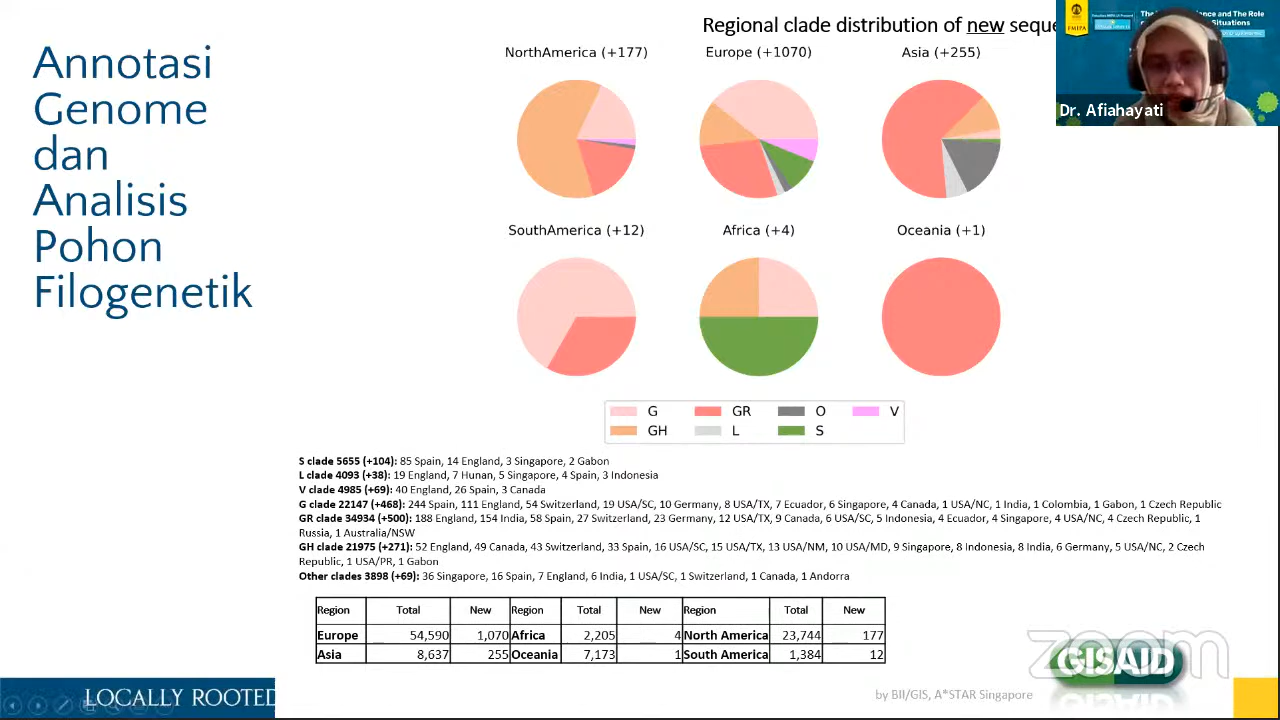 Annotasi
Genome
dan
Analisis
Pohon
Filogenetik
Regional clade distribution of new seque
NorthAmerica (+177)
Europe (+1070)
Asia (+255)
SouthAmerica (+12)
Africa (+4)
Oceania (+1)
G GR O V
GH L S
Dr. Afiahayati
S clade 5655 (+104): 85 Spain, 14 England, 3 Singapore, 2 Gabon
L clade 4093 (+38): 19 England, 7 Hunan, 5 Singapore, 4 Spain, 3 Indonesia
V clade 4985 (+69): 40 England, 26 Spain, 3 Canada
G clade 22147 (+468): 244 Spain, 111 England, 54 Switzerland, 19 USA/SC, 10 Germany, 8 USA/TX, 7 Ecuador, 6 Singapore, 4 Canada, 1 USA/NC, 1 India, 1 Colombia, 1 Gabon, 1 Czech Republic
GR clade 34934 (+500): 188 England, 154 India, 58 Spain, 27 Switzerland, 23 Germany, 12 USA/TX, 9 Canada, 6 USA/SC, 5 Indonesia, 4 Ecuador, 4 Singapore, 4 USA/NC, 4 Czech Republic, 1
Russia, 1 Australia/NSW
GH clade 21975 (+271): 52 England, 49 Canada, 43 Switzerland, 33 Spain, 16 USA/SC, 15 USA/TX, 13 USA/NM, 10 USA/MD, 9 Singapore, 8 Indonesia, 8 India, 6 Germany, 5 USA/NC, 2 Czech
Republic, 1 USA/PR, 1 Gabon
Other clades 3898 (+69): 36 Singapore, 16 Spain, 7 England, 6 India, 1 USA/SC, 1 Switzerland, 1 Canada, 1 Andorra
Region Total New Region Total New Region Total New
Europe 54,590 1,070 Africa 2,205 4 North America 23,744 177
Asia 8,637 255 Oceania 7,173 1 South America 1,384 12
zoom
GISAID
by BII/GIS, A*STAR Singapore
LOCALLY ROOTED